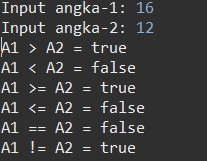 Input angka-1: 16
Input angka-2: 12
A1 > A2 = true
A1 < A2 = false
A1 >= A2 = true
A1 <= A2 = false
A1 == A2 = false
A1 != A2 = true